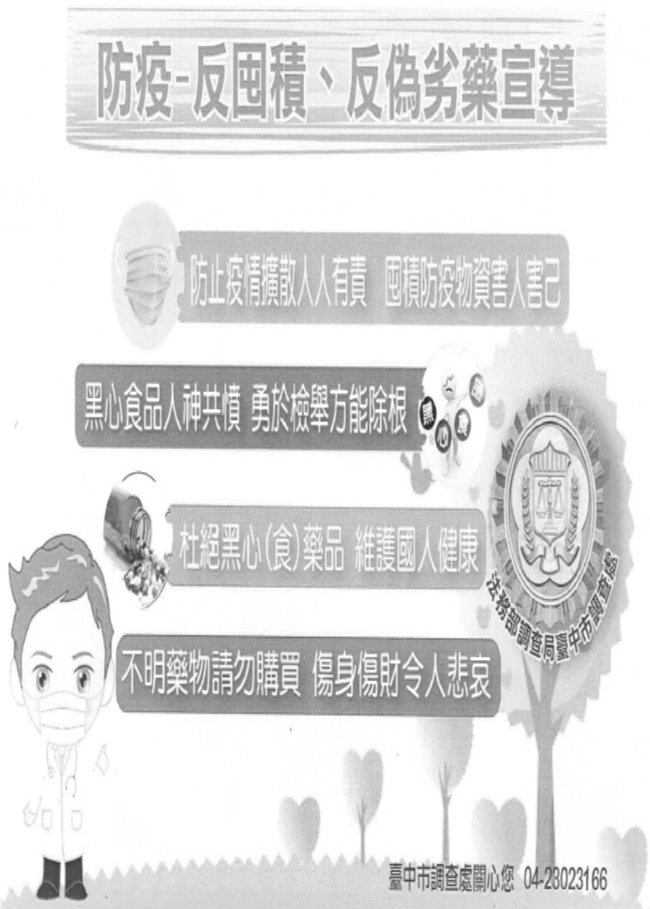 防疫-反囤積、反偽劣藥宣導
防止疫情擴散人人有責 囤積防疫物資害人害己
黑心食品人神共憤 勇於檢舉方能除根
黑心食
杜絕黑心(食)藥品 維護國人健康
法務部調查局臺中市調查處
不明藥物請勿購買 傷身傷財令人悲哀
臺中市調查處關心您 04-23023166